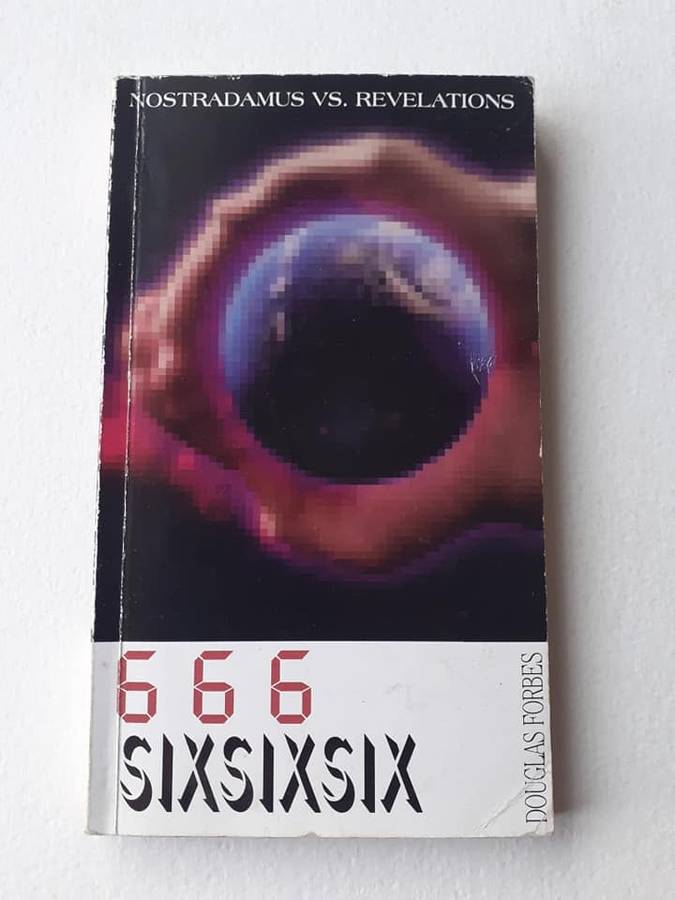 NOSTRADAMUS VS. REVELATIONS
666
SIXSIXSIX
DOUGLAS FORBES